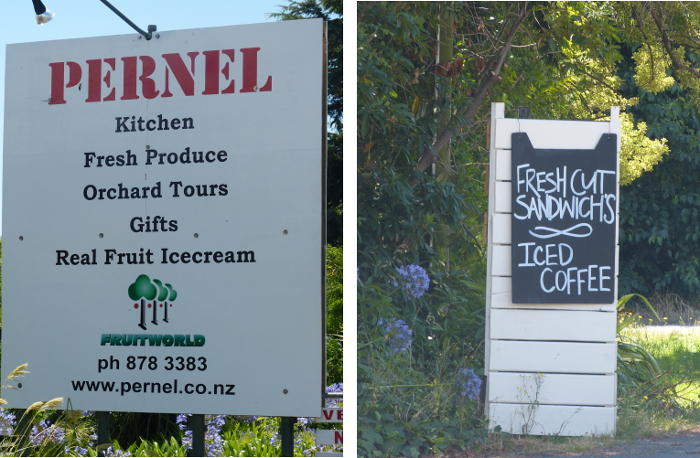 PERNEL
Kitchen
Fresh Produce
Orchard Tours
Gifts
Real Fruit Icecream
FRUITWORLD
ph 878 3383
www.pernel.co.nz
FRESH CUT
SANDWICH'S
ICED
COFFEE